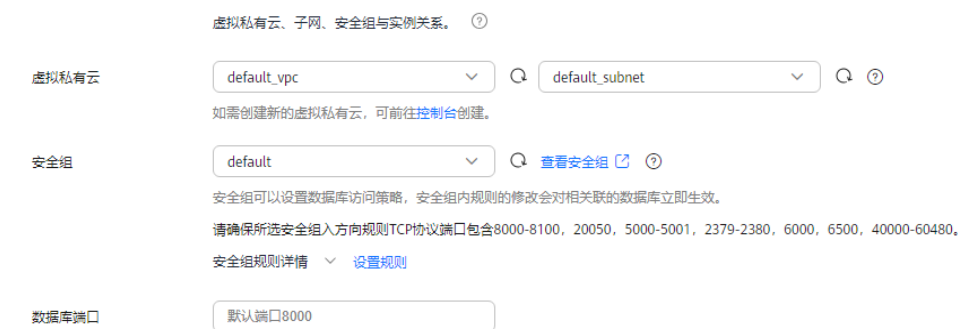 虚拟私有云、子网、安全组与实例关系。
虚拟私有云 default_vpc default_subnet
如需创建新的虚拟私有云，可前往控制台创建。
安全组 default 查看安全组
安全组可以设置数据库访问策略，安全组内规则的修改会对相关联的数据库立即生效。
请确保所选安全组入方向规则TCP协议端口包含8000-8100，20050，5000-5001，2379-2380，6000，6500，40000-60480。
安全组规则详情 设置规则
数据库端口 默认端口8000